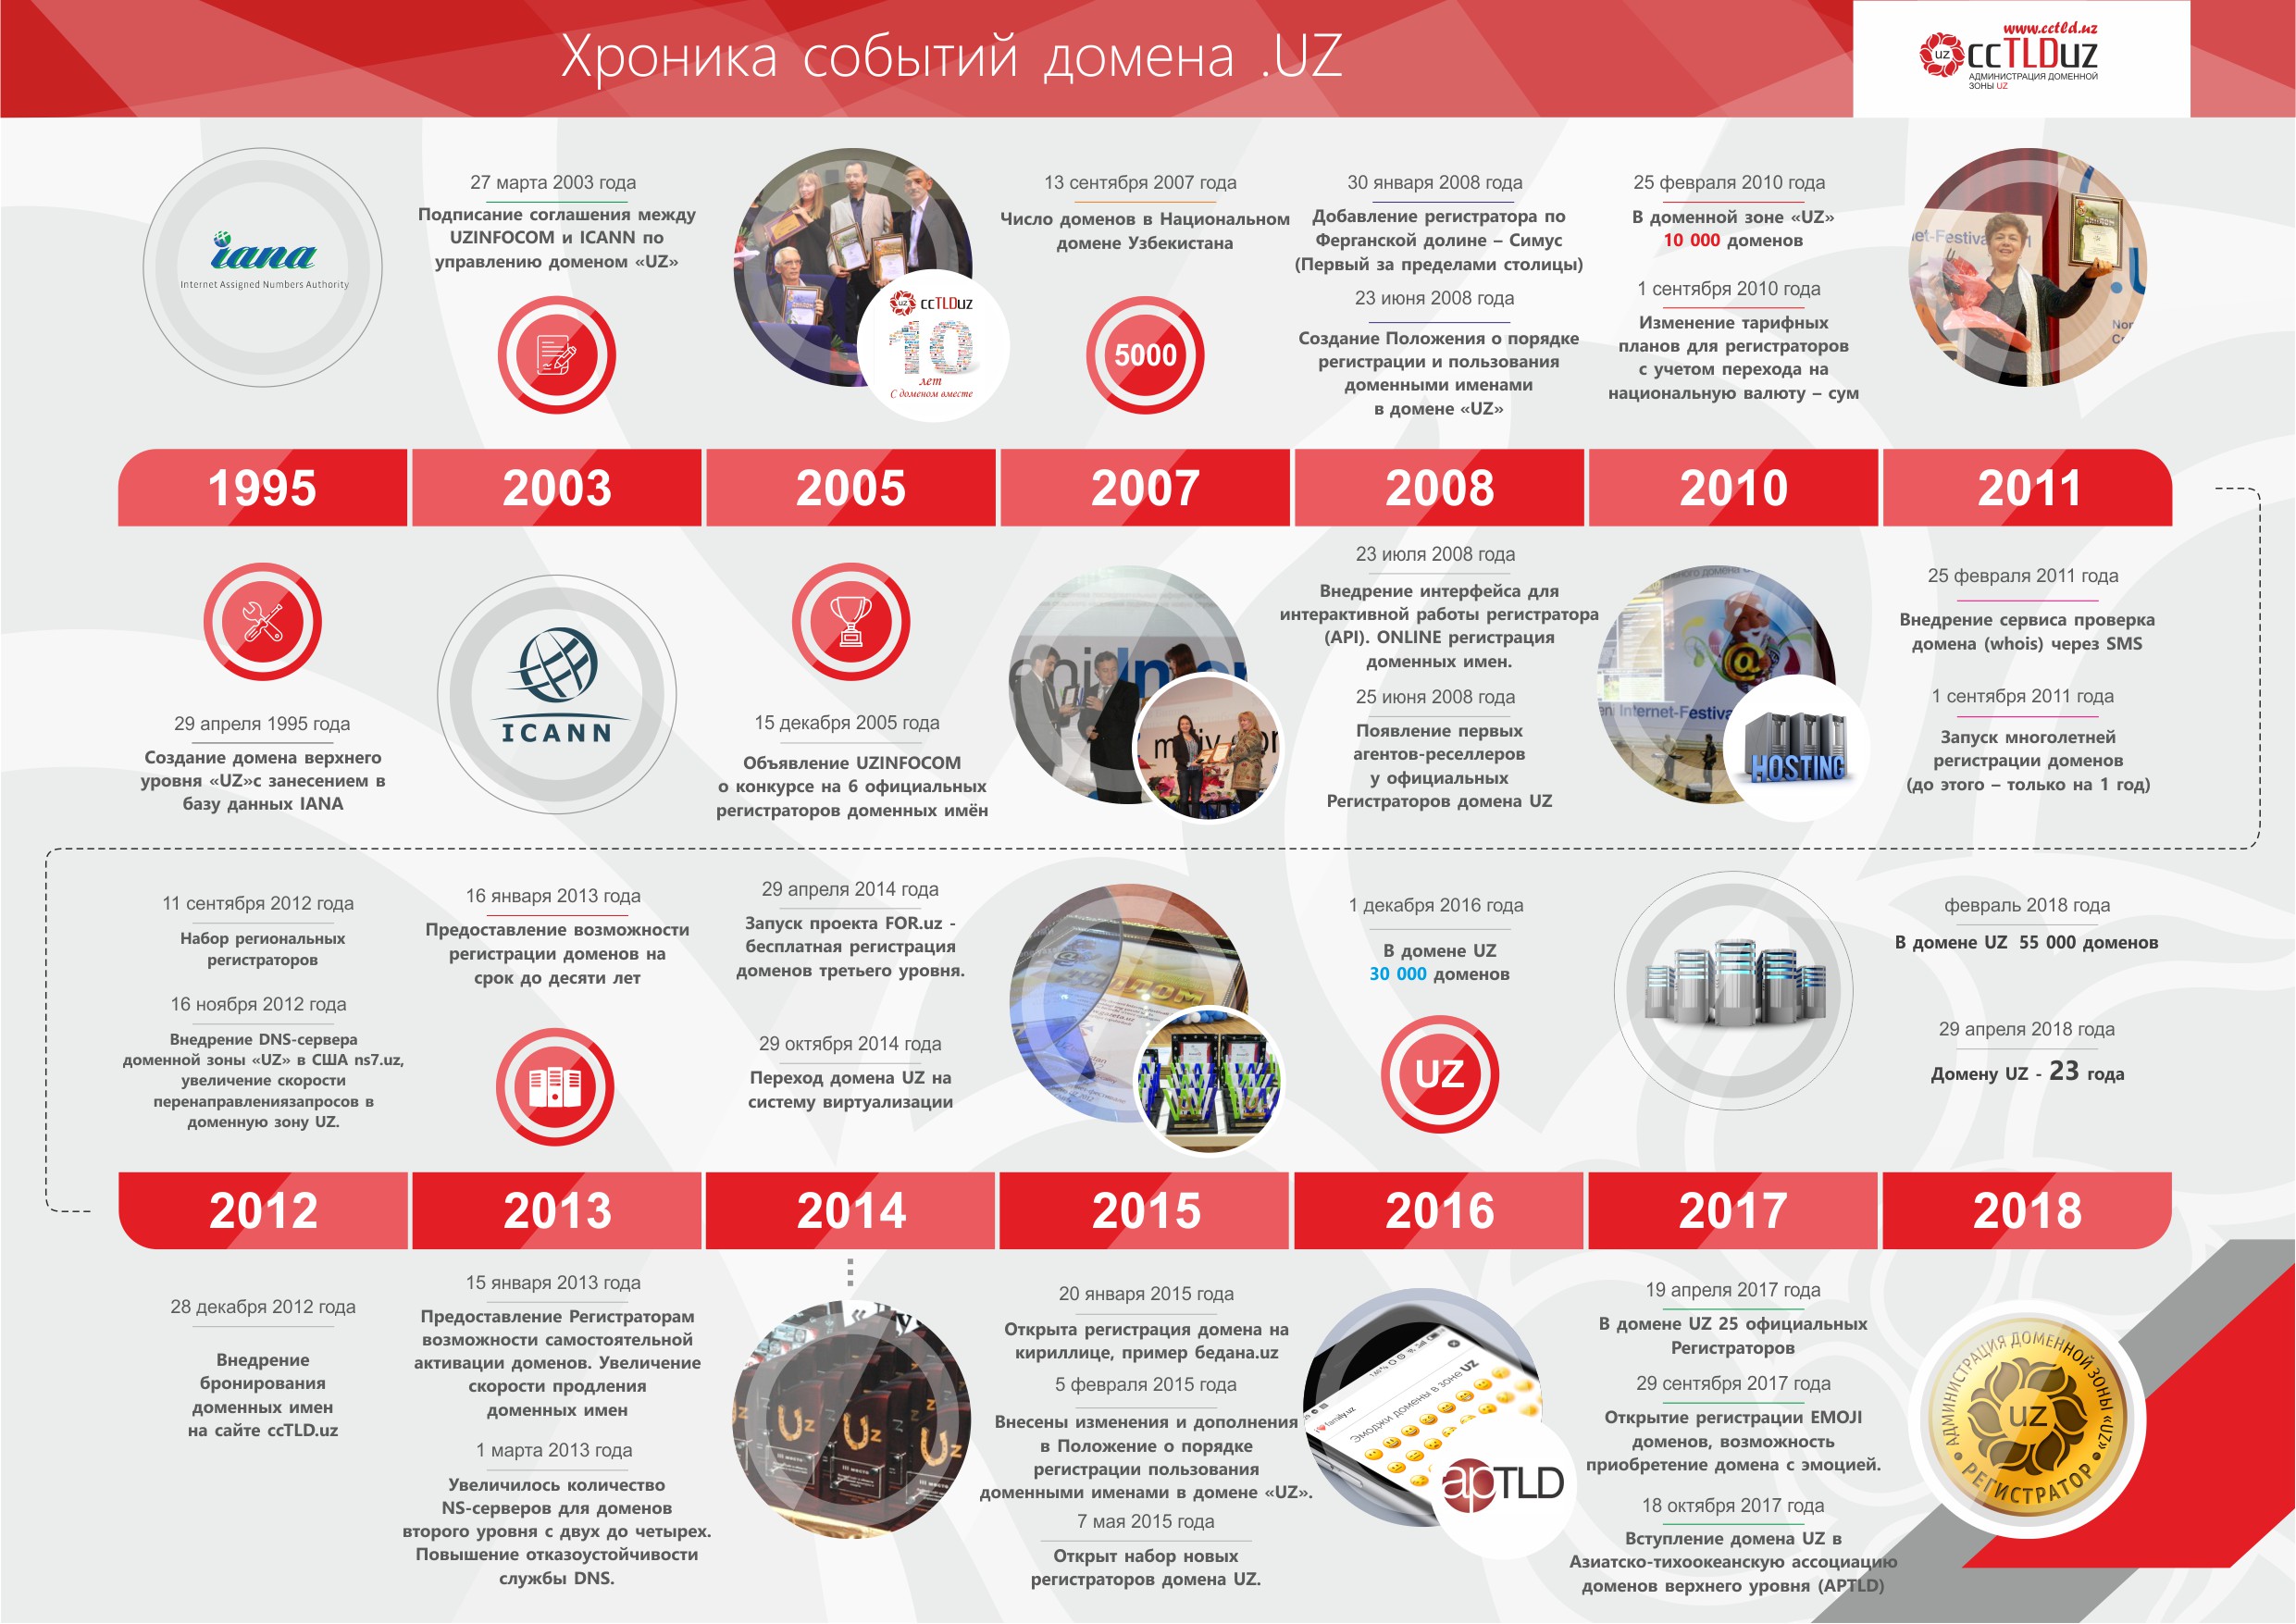 Хроника событий домена .UZ
www.cctld.uz
uz ccTLDuz
АДМИНИСТРАЦИЯ ДОМЕННОЙ
ЗОНЫ UZ
iana
Internet Assigned Numbers Authority
27 марта 2003 года
Подписание соглашения между
UZINFOCOM и ICANN по
управлению доменом «UZ»
uz ccTLDuz
10
лет
С доменом вместе
13 сентября 2007 года
Число доменов в Национальном
домене Узбекистана
5000
30 января 2008 года
Добавление регистратора по
Ферганской долине – Симус
(Первый за пределами столицы)
23 июня 2008 года
Создание Положения о порядке
регистрации и пользования
доменными именами
в домене «UZ»
25 февраля 2010 года
В доменной зоне «UZ»
10 000 доменов
1 сентября 2010 года
Изменение тарифных
планов для регистраторов
с учетом перехода на
национальную валюту – сум
1995
2003
2005
2007
2008
2010
2011
29 апреля 1995 года
Создание домена верхнего
уровня «UZ»с занесением в
базу данных IANA
ICANN
15 декабря 2005 года
Объявление UZINFOCOM
о конкурсе на 6 официальных
регистраторов доменных имён
23 июля 2008 года
Внедрение интерфейса для
интерактивной работы регистратора
(API). ONLINE регистрация
доменных имен.
25 июня 2008 года
Появление первых
агентов-реселлеров
у официальных
Регистраторов домена UZ
eni Internet-Festiva
HOSTING
25 февраля 2011 года
Внедрение сервиса проверка
домена (whois) через SMS
1 сентября 2011 года
Запуск многолетней
регистрации доменов
(до этого – только на 1 год)
11 сентября 2012 года
Набор региональных
регистраторов
16 ноября 2012 года
Внедрение DNS-сервера
доменной зоны «UZ» в США ns7.uz,
увеличение скорости
перенаправлениязапросов в
доменную зону UZ.
16 января 2013 года
Предоставление возможности
регистрации доменов на
срок до десяти лет
29 апреля 2014 года
Запуск проекта FOR.uz -
бесплатная регистрация
доменов третьего уровня.
29 октября 2014 года
Переход домена UZ на
систему виртуализации
1 декабря 2016 года
В домене UZ
30 000 доменов
UZ
февраль 2018 года
В домене UZ 55 000 доменов
29 апреля 2018 года
Домену UZ - 23 года
2012
2013
2014
2015
2016
2017
2018
28 декабря 2012 года
Внедрение
бронирования
доменных имен
на сайте ccTLD.uz
15 января 2013 года
Предоставление Регистраторам
возможности самостоятельной
активации доменов. Увеличение
скорости продления
доменных имен
1 марта 2013 года
Увеличилось количество
NS-серверов для доменов
второго уровня с двух до четырех.
Повышение отказоустойчивости
службы DNS.
20 января 2015 года
Открыта регистрация домена на
кириллице, пример бедана.uz
5 февраля 2015 года
Внесены изменения и дополнения
в Положение о порядке
регистрации пользования
доменными именами в домене «UZ».
7 мая 2015 года
Открыт набор новых
регистраторов домена UZ.
Эмоджи домены в зоне UZ
apTLD
19 апреля 2017 года
В домене UZ 25 официальных
Регистраторов
29 сентября 2017 года
Открытие регистрации EMOJI
доменов, возможность
приобретение домена с эмоцией.
18 октября 2017 года
Вступление домена UZ в
Азиатско-тихоокеанскую ассоциацию
доменов верхнего уровня (APTLD)
АДМИНИСТРАЦИЯ ДОМЕННОЙ ЗОНЫ «UZ»
uz
РЕГИСТРАТОР